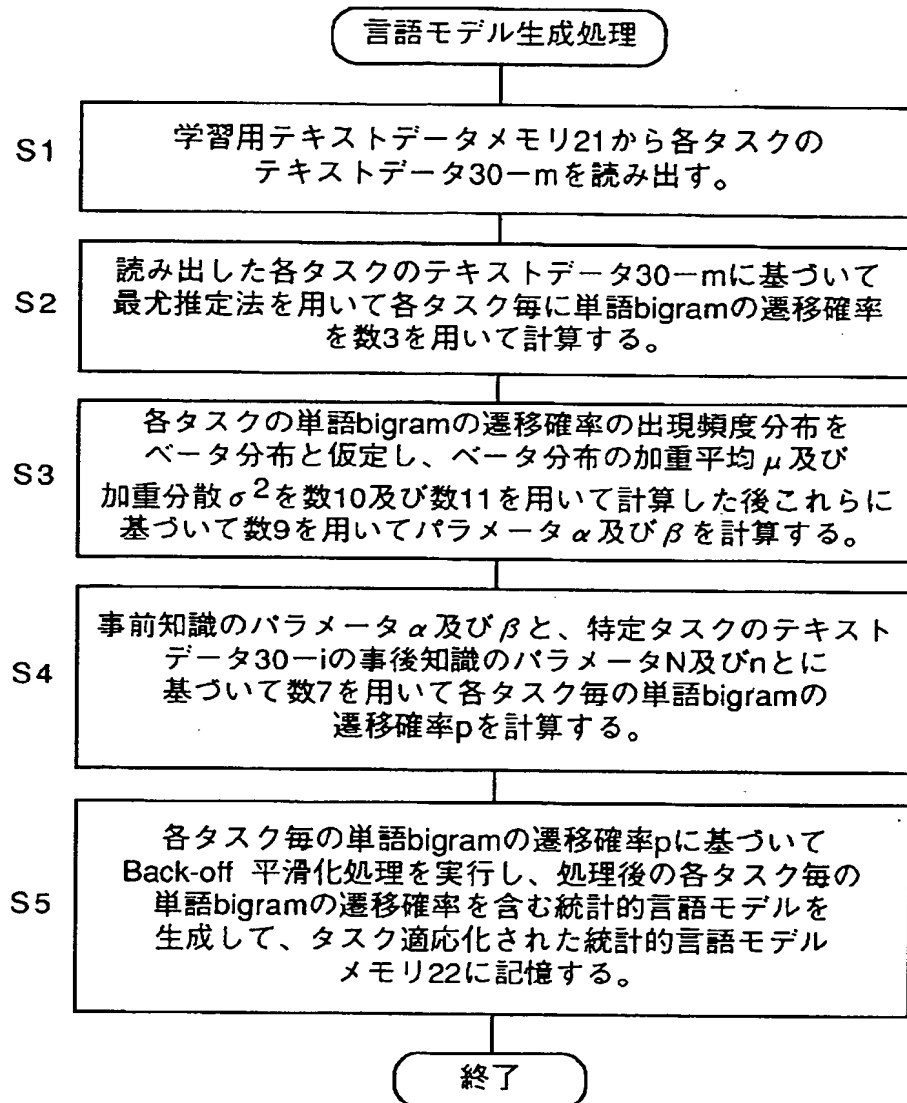 言語モデル生成処理
S1
学習用テキストデータメモリ21から各タスクの
テキストデータ30-mを読み出す。
S2
読み出した各タスクのテキストデータ30-mに基づいて
最尤推定法を用いて各タスク毎に単語bigramの遷移確率
を数3を用いて計算する。
S3
各タスクの単語bigramの遷移確率の出現頻度分布を
ベータ分布と仮定し、ベータ分布の加重平均μ及び
加重分散σ²を数10及び数11を用いて計算した後これらに
基づいて数9を用いてパラメータα及びβを計算する。
S4
事前知識のパラメータα及びβと、特定タスクのテキスト
データ30-iの事後知識のパラメータN及びnとに
基づいて数7を用いて各タスク毎の単語bigramの
遷移確率pを計算する。
S5
各タスク毎の単語bigramの遷移確率pに基づいて
Back-off 平滑化処理を実行し、処理後の各タスク毎の
単語bigramの遷移確率を含む統計的言語モデルを
生成して、タスク適応化された統計的言語モデル
メモリ22に記憶する。
終了